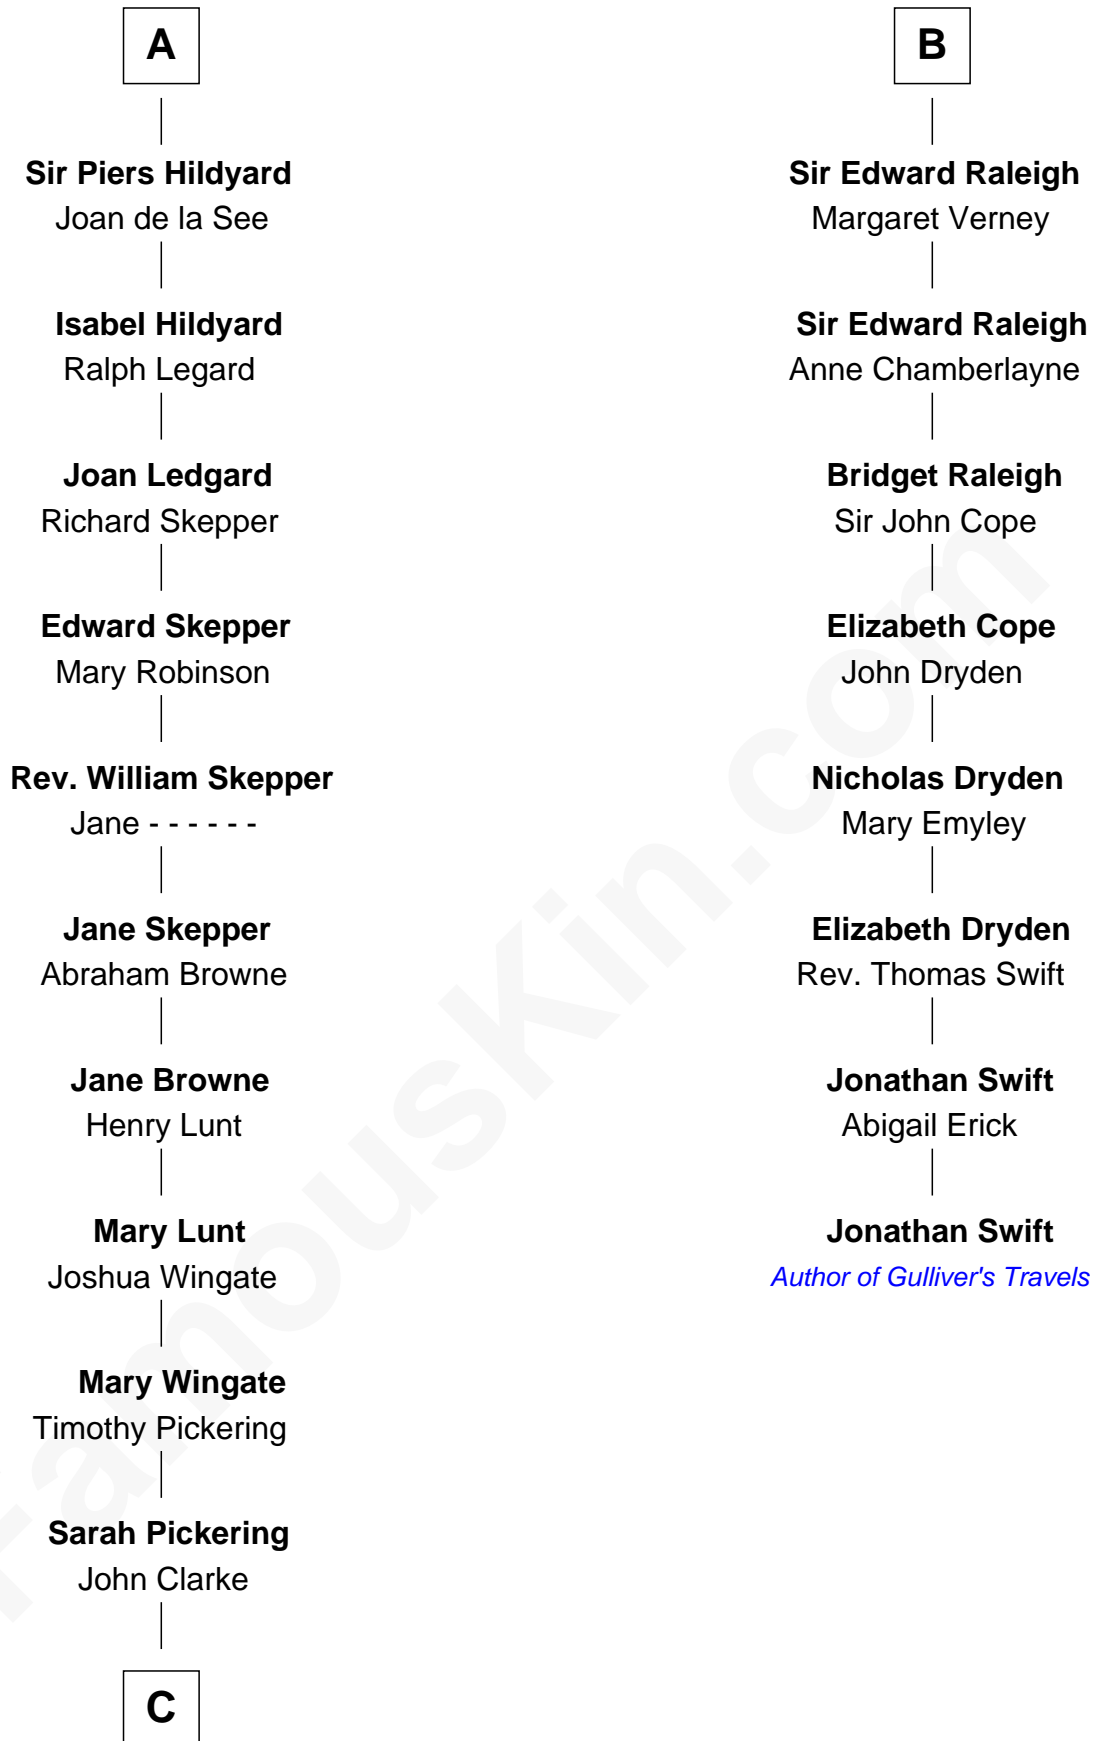 A
Sir Piers Hildyard
Joan de la See
Isabel Hildyard
Ralph Legard
Joan Ledgard
Richard Skepper
Edward Skepper
Mary Robinson
Rev. William Skepper
Jane - - - - - -
Jane Skepper
Abraham Browne
Jane Browne
Henry Lunt
Mary Lunt
Joshua Wingate
Mary Wingate
Timothy Pickering
Sarah Pickering
John Clarke
C
B
Sir Edward Raleigh
Margaret Verney
Sir Edward Raleigh
Anne Chamberlayne
Bridget Raleigh
Sir John Cope
Elizabeth Cope
John Dryden
Nicholas Dryden
Mary Emyley
Elizabeth Dryden
Rev. Thomas Swift
Jonathan Swift
Abigail Erick
Jonathan Swift
Author of Gulliver's Travels
FamousKin.com